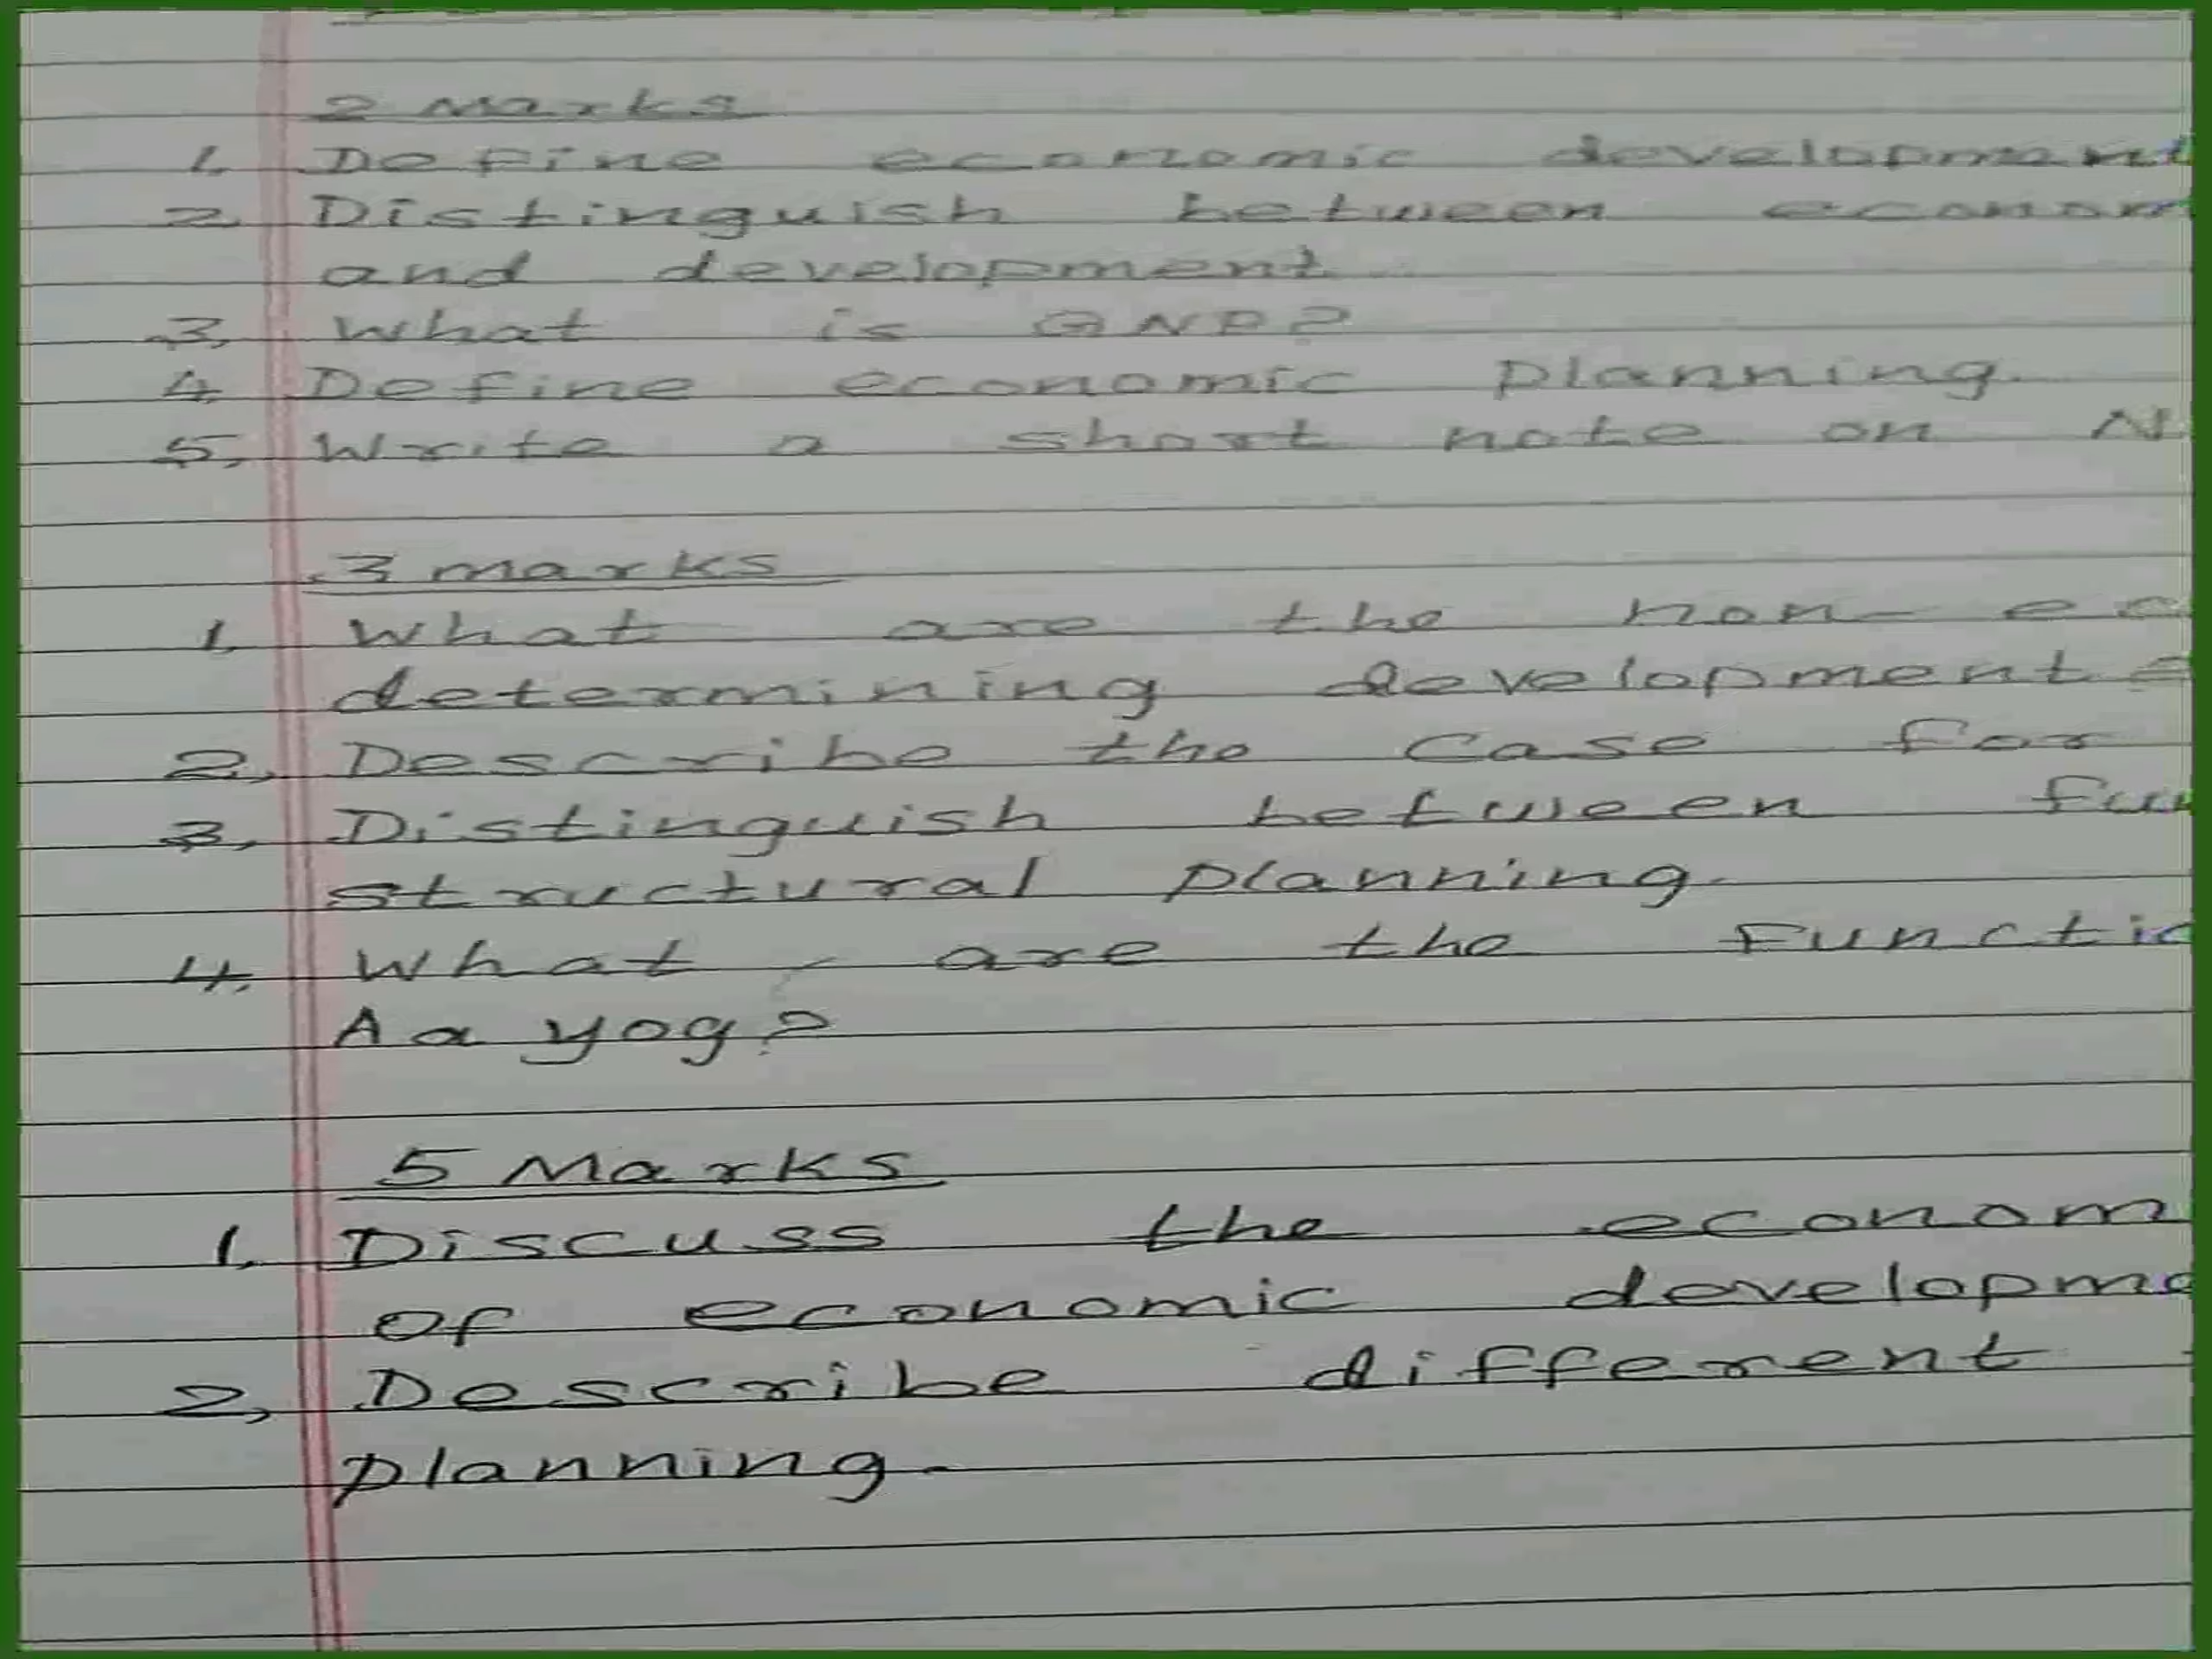 2 Marks
1. Define economic development
2. Distinguish between econom
and development
3. What is GNP?
4. Define economic planning.
5. Write a short note on N
3 marks
1. What are the non- ec
determining development
2. Describe the case for
3. Distinguish between fun
structural planning.
4. What are the Functio
Aayog?
5 Marks
1. Discuss the econom
of economic developme
2. Describe different
planning.